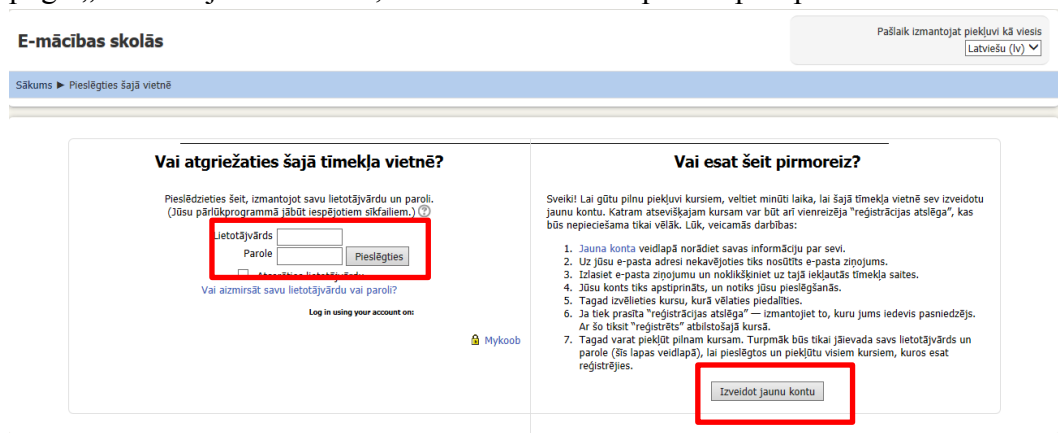 E-mācības skolās
Pašlaik izmantojat piekļuvi kā viesis
Latviešu (lv)
Sākums ► Pieslēgties šajā vietnē
Vai atgriežaties šajā tīmekļa vietnē?
Pieslēdzieties šeit, izmantojot savu lietotājvārdu un paroli.
(Jūsu pārlūkprogrammā jābūt iespējotiem sīkfailiem.)
Lietotājvārds
Parole
Pieslēgties
Atcerēties lietotājvārdu
Vai aizmirsāt savu lietotājvārdu vai paroli?
Log in using your account on:
Mykoob
Vai esat šeit pirmoreiz?
Sveiki! Lai gūtu pilnu piekļuvi kursiem, veltiet minūti laika, lai šajā tīmekļa vietnē sev izveidotu
jaunu kontu. Katram atsevišķajam kursam var būt arī vienreizēja "reģistrācijas atslēga", kas
būs nepieciešama tikai vēlāk. Lūk, veicamās darbības:
1. Jauna konta veidlapā norādiet savas informāciju par sevi.
2. Uz jūsu e-pasta adresi nekavējoties tiks nosūtīts e-pasta ziņojums.
3. Izlasiet e-pasta ziņojumu un noklikšķiniet uz tajā iekļautās tīmekļa saites.
4. Jūsu konts tiks apstiprināts, un notiks jūsu pieslēgšanās.
5. Tagad izvēlieties kursu, kurā vēlaties piedalīties.
6. Ja tiek prasīta "reģistrācijas atslēga" — izmantojiet to, kuru jums iedevis pasniedzējs.
Ar šo tiksit "reģistrēts" atbilstošajā kursā.
7. Tagad varat piekļūt pilnam kursam. Turpmāk būs tikai jāievada savs lietotājvārds un
parole (šīs lapas veidlapā), lai pieslēgtos un piekļūtu visiem kursiem, kuros esat
reģistrējies.
Izveidot jaunu kontu